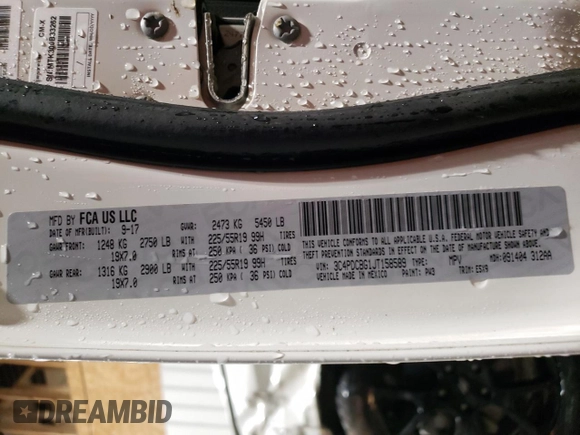 MFD BY FCA US LLC
DATE OF MFR(BUILT): 9-17 GVWR: 2473 KG 5450 LB
GAWR FRONT: 1248 KG 2750 LB WITH 225/55R19 99H TIRES
19X7.0 RIMS AT 250 KPA ( 36 PSI) COLD
GAWR REAR: 1316 KG 2900 LB WITH 225/55R19 99H TIRES
19X7.0 RIMS AT 250 KPA ( 36 PSI) COLD
THIS VEHICLE CONFORMS TO ALL APPLICABLE U.S.A. FEDERAL MOTOR VEHICLE SAFETY
AND THEFT PREVENTION STANDARDS IN EFFECT ON THE DATE OF MANUFACTURE SHOWN ABOVE.
VIN: 3C4PDCBG1JT158589 TYPE: MPV MDH: 091404 312AA
VEHICLE MADE IN MEXICO PAINT: PW3 TRIM: E5X9
DREAMBID